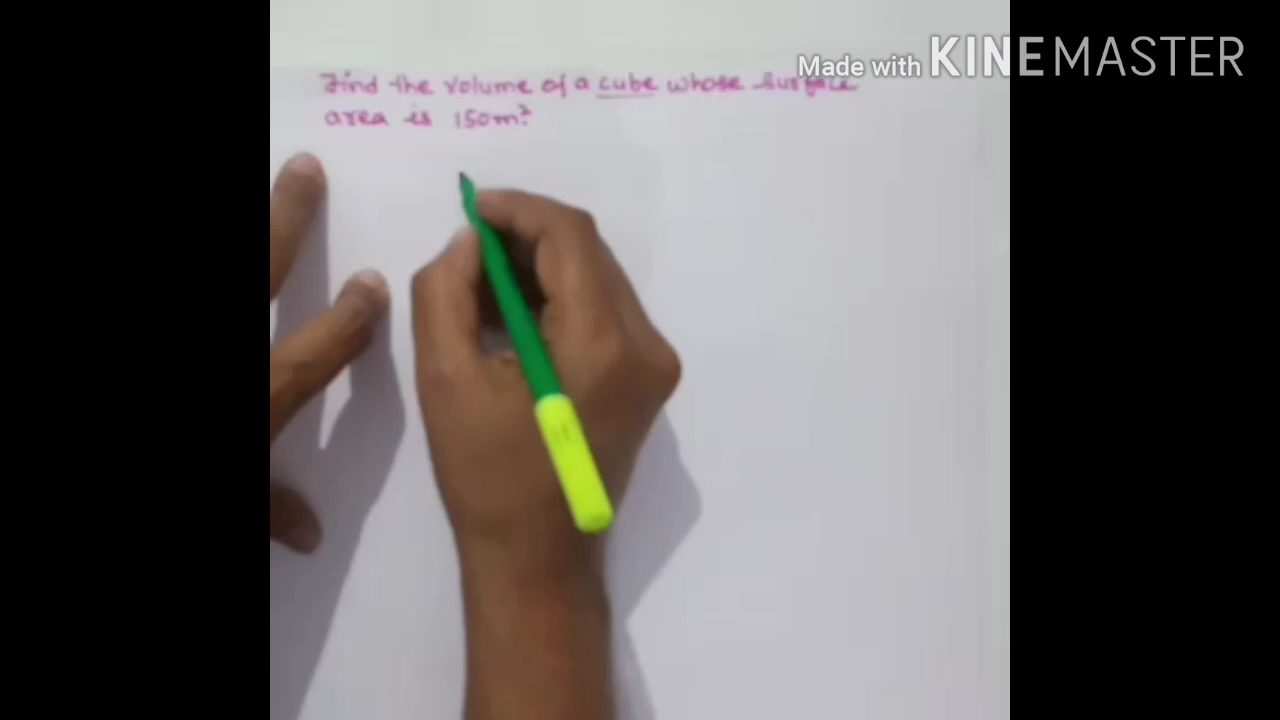 Made with KINEMASTER
Find the volume of a cube whose surface
area is 150m²